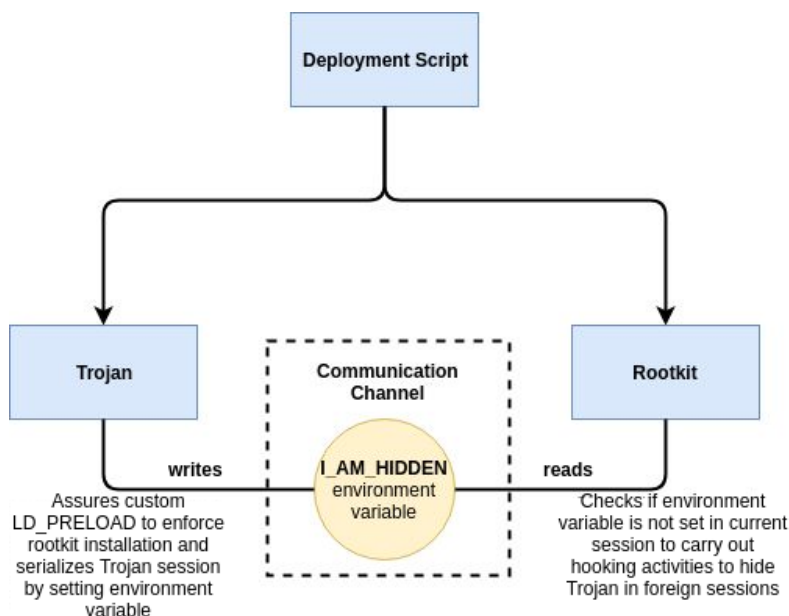 Deployment Script
Trojan
Communication
Channel
Rootkit
I_AM_HIDDEN
environment
variable
writes
reads
Assures custom
LD_PRELOAD to enforce
rootkit installation and
serializes Trojan session
by setting environment
variable
Checks if environment
variable is not set in current
session to carry out
hooking activities to hide
Trojan in foreign sessions